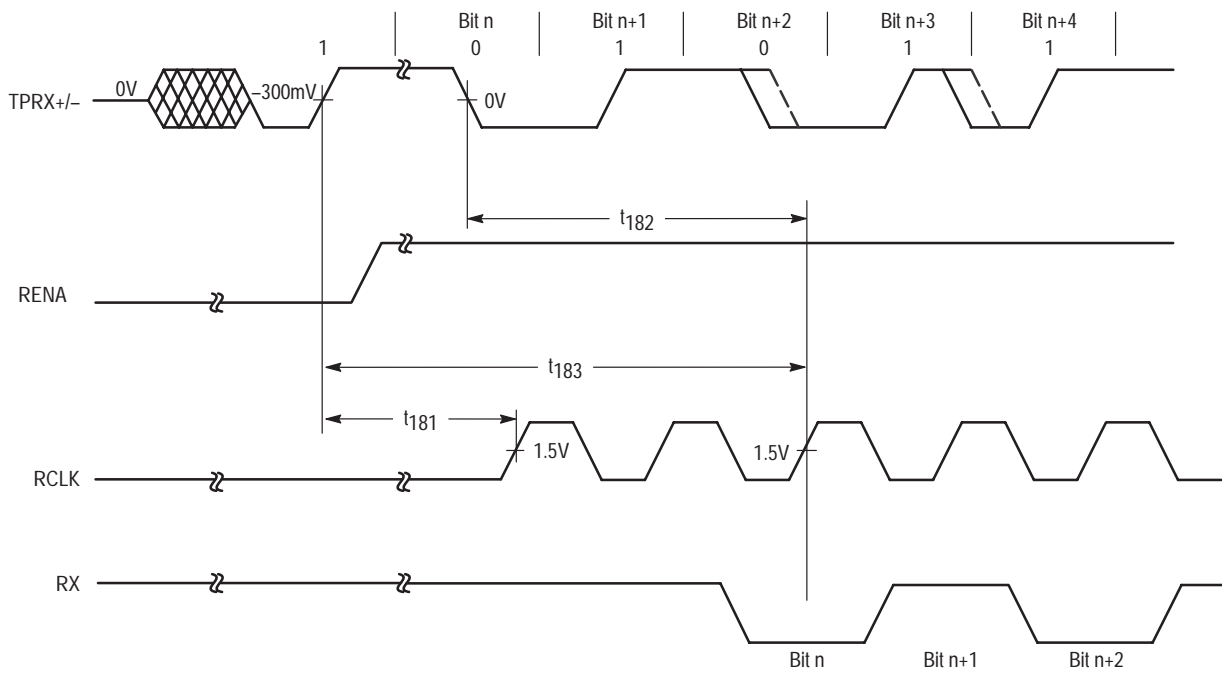 Bit n
Bit n+1
Bit n+2
Bit n+3
Bit n+4
1
0
1
0
1
1
TPRX+/–
0V
–300mV
0V
t182
RENA
t183
t181
1.5V
1.5V
RCLK
RX
Bit n
Bit n+1
Bit n+2